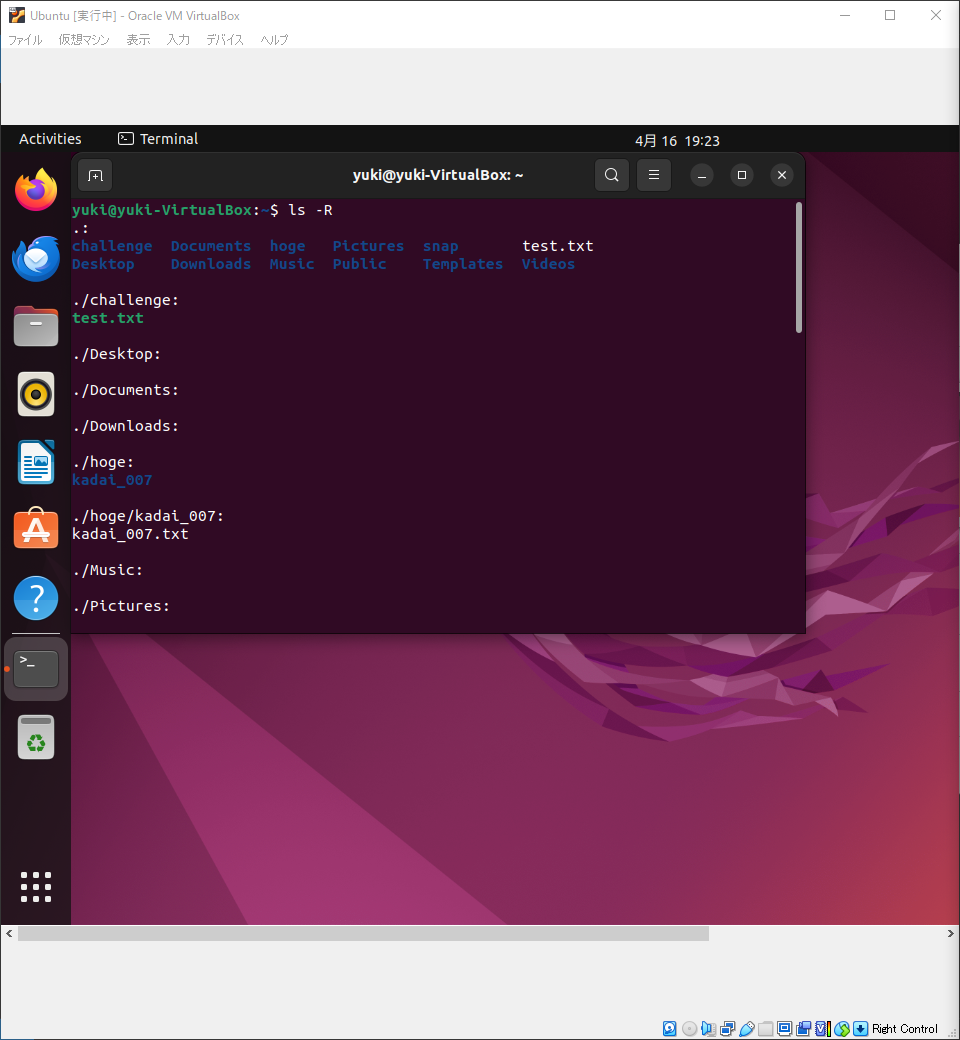 Ubuntu [実行中] - Oracle VM VirtualBox
ファイル 仮想マシン 表示 入力 デバイス ヘルプ
Activities Terminal 4月 16 19:23
yuki@yuki-VirtualBox: ~
yuki@yuki-VirtualBox:~$ ls -R
.:
challenge Documents hoge Pictures snap test.txt
Desktop Downloads Music Public Templates Videos
./challenge:
test.txt
./Desktop:
./Documents:
./Downloads:
./hoge:
kadai_007
./hoge/kadai_007:
kadai_007.txt
./Music:
./Pictures:
Right Control